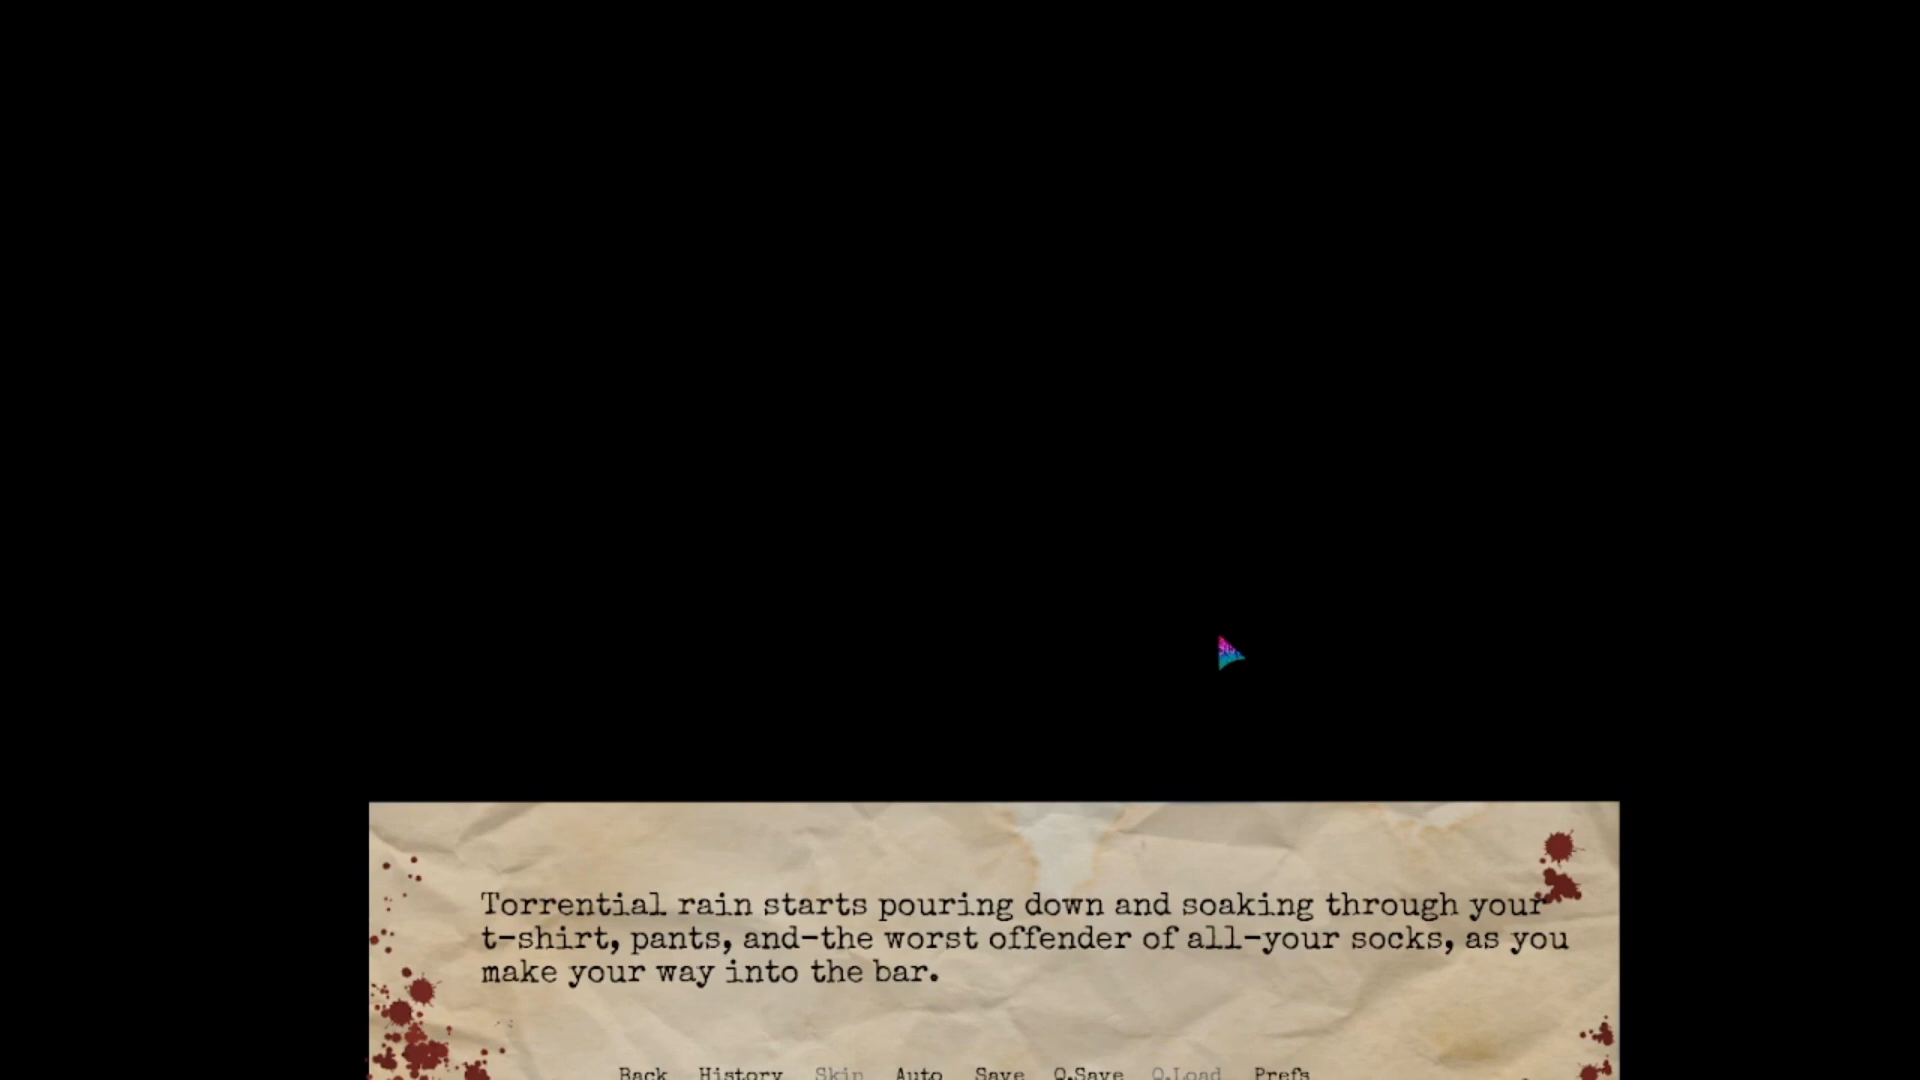 Torrential rain starts pouring down and soaking through your
t-shirt, pants, and-the worst offender of all-your socks, as you
make your way into the bar.
Back History Skip Auto Save Q.Save Q.Load Prefs